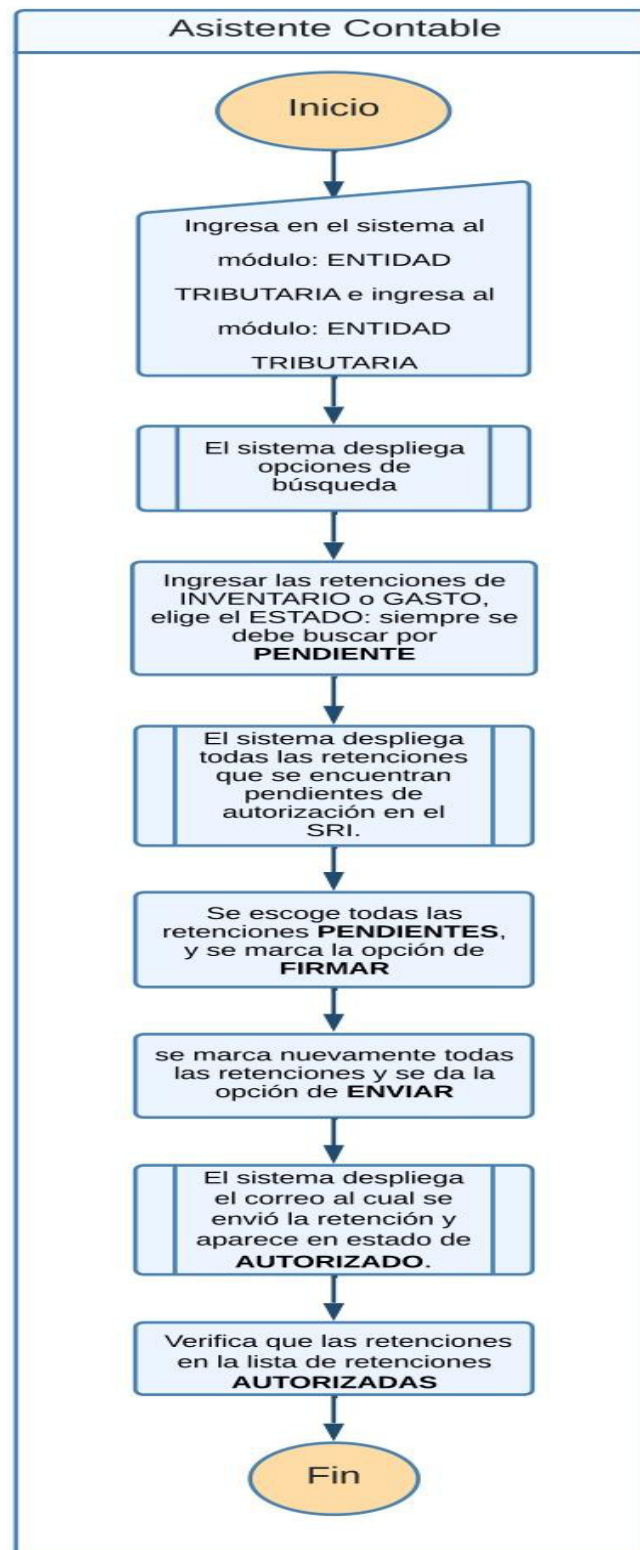 Asistente Contable
Inicio
Ingresa en el sistema al
módulo: ENTIDAD
TRIBUTARIA e ingresa al
módulo: ENTIDAD
TRIBUTARIA
El sistema despliega
opciones de
búsqueda
Ingresar las retenciones de
INVENTARIO o GASTO,
elige el ESTADO: siempre se
debe buscar por
PENDIENTE
El sistema despliega
todas las retenciones
que se encuentran
pendientes de
autorización en el
SRI.
Se escoge todas las
retenciones PENDIENTES,
y se marca la opción de
FIRMAR
se marca nuevamente todas
las retenciones y se da la
opción de ENVIAR
El sistema despliega
el correo al cual se
envió la retención y
aparece en estado de
AUTORIZADO.
Verifica que las retenciones
en la lista de retenciones
AUTORIZADAS
Fin